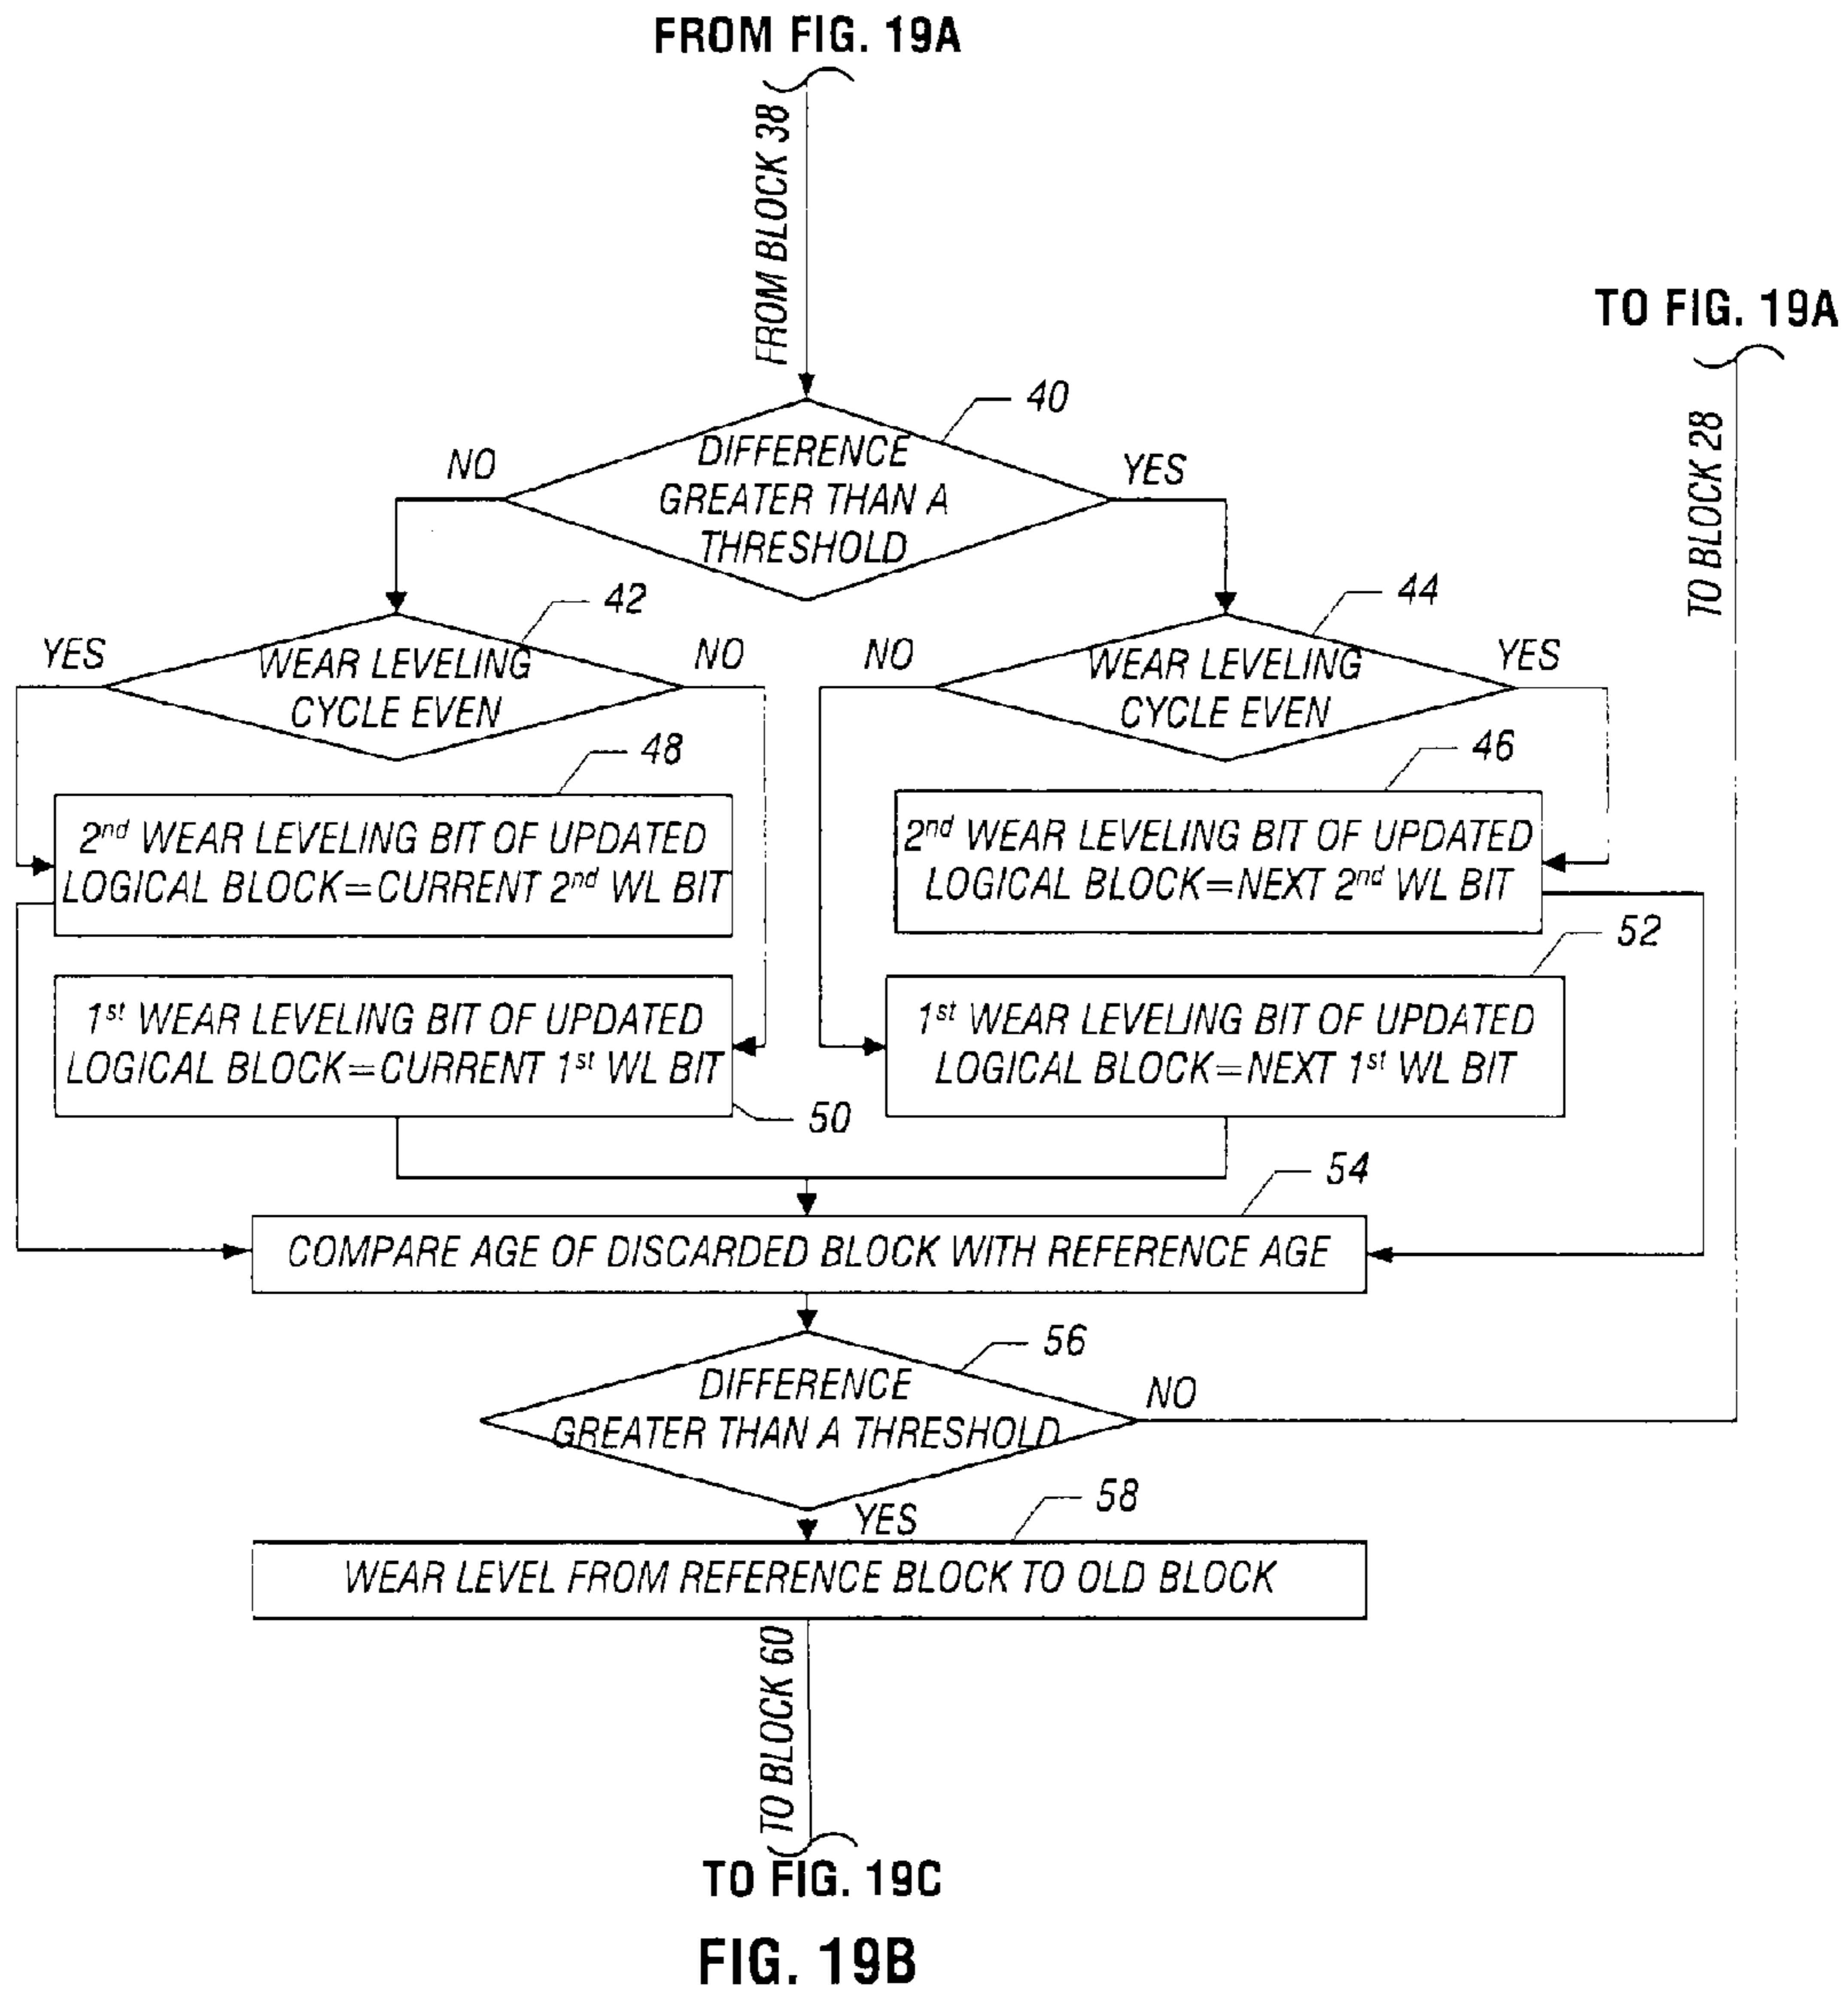 FROM FIG. 19A
FROM BLOCK 38
TO FIG. 19A
TO BLOCK 28
40
DIFFERENCE
GREATER THAN A
THRESHOLD
NO
YES
42
WEAR LEVELING
CYCLE EVEN
YES
NO
44
WEAR LEVELING
CYCLE EVEN
NO
YES
48
2nd WEAR LEVELING BIT OF UPDATED
LOGICAL BLOCK=CURRENT 2nd WL BIT
46
2nd WEAR LEVELING BIT OF UPDATED
LOGICAL BLOCK=NEXT 2nd WL BIT
1st WEAR LEVELING BIT OF UPDATED
LOGICAL BLOCK=CURRENT 1st WL BIT
50
52
1st WEAR LEVELING BIT OF UPDATED
LOGICAL BLOCK=NEXT 1st WL BIT
54
COMPARE AGE OF DISCARDED BLOCK WITH REFERENCE AGE
56
DIFFERENCE
GREATER THAN A THRESHOLD
NO
YES
58
WEAR LEVEL FROM REFERENCE BLOCK TO OLD BLOCK
TO BLOCK 60
TO FIG. 19C
FIG. 19B